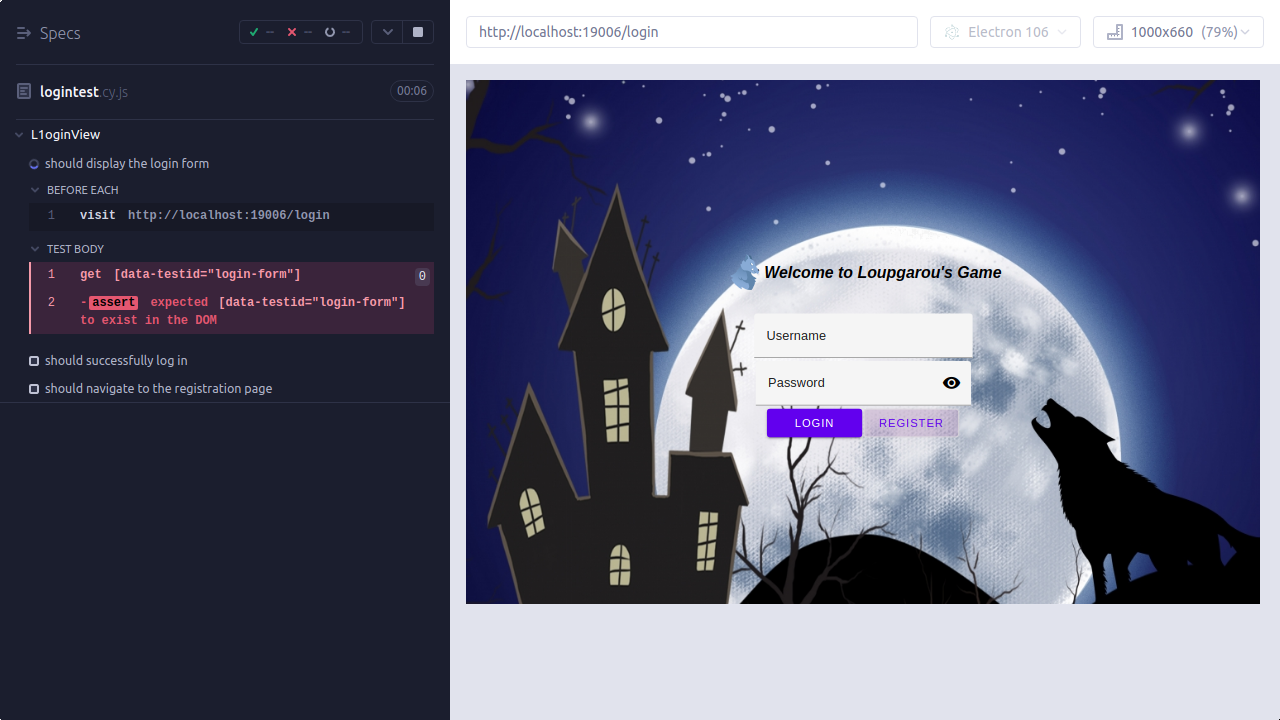 Specs
-- -- --
logintest.cy.js
00:06
L1oginView
should display the login form
BEFORE EACH
1 visit http://localhost:19006/login
TEST BODY
1 get [data-testid="login-form"] 0
2 -assert expected [data-testid="login-form"]
to exist in the DOM
should successfully log in
should navigate to the registration page
http://localhost:19006/login
Electron 106
1000x660 (79%)
Welcome to Loupgarou's Game
Username
Password
LOGIN REGISTER